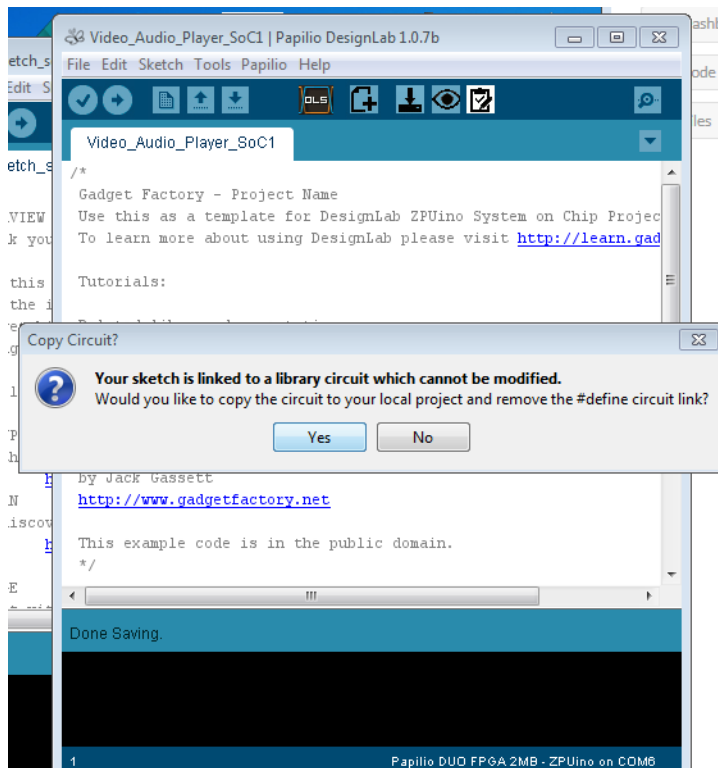 Video_Audio_Player_SoC1 | Papilio DesignLab 1.0.7b
File Edit Sketch Tools Papilio Help
OLS
Video_Audio_Player_SoC1
/*
Gadget Factory - Project Name
Use this as a template for DesignLab ZPUino System on Chip Projec
To learn more about using DesignLab please visit http://learn.gad
Tutorials:
Copy Circuit?
Your sketch is linked to a library circuit which cannot be modified.
Would you like to copy the circuit to your local project and remove the #define circuit link?
Yes No
by Jack Gassett
http://www.gadgetfactory.net
This example code is in the public domain.
*/
Done Saving.
1 Papilio DUO FPGA 2MB - ZPUino on COM6